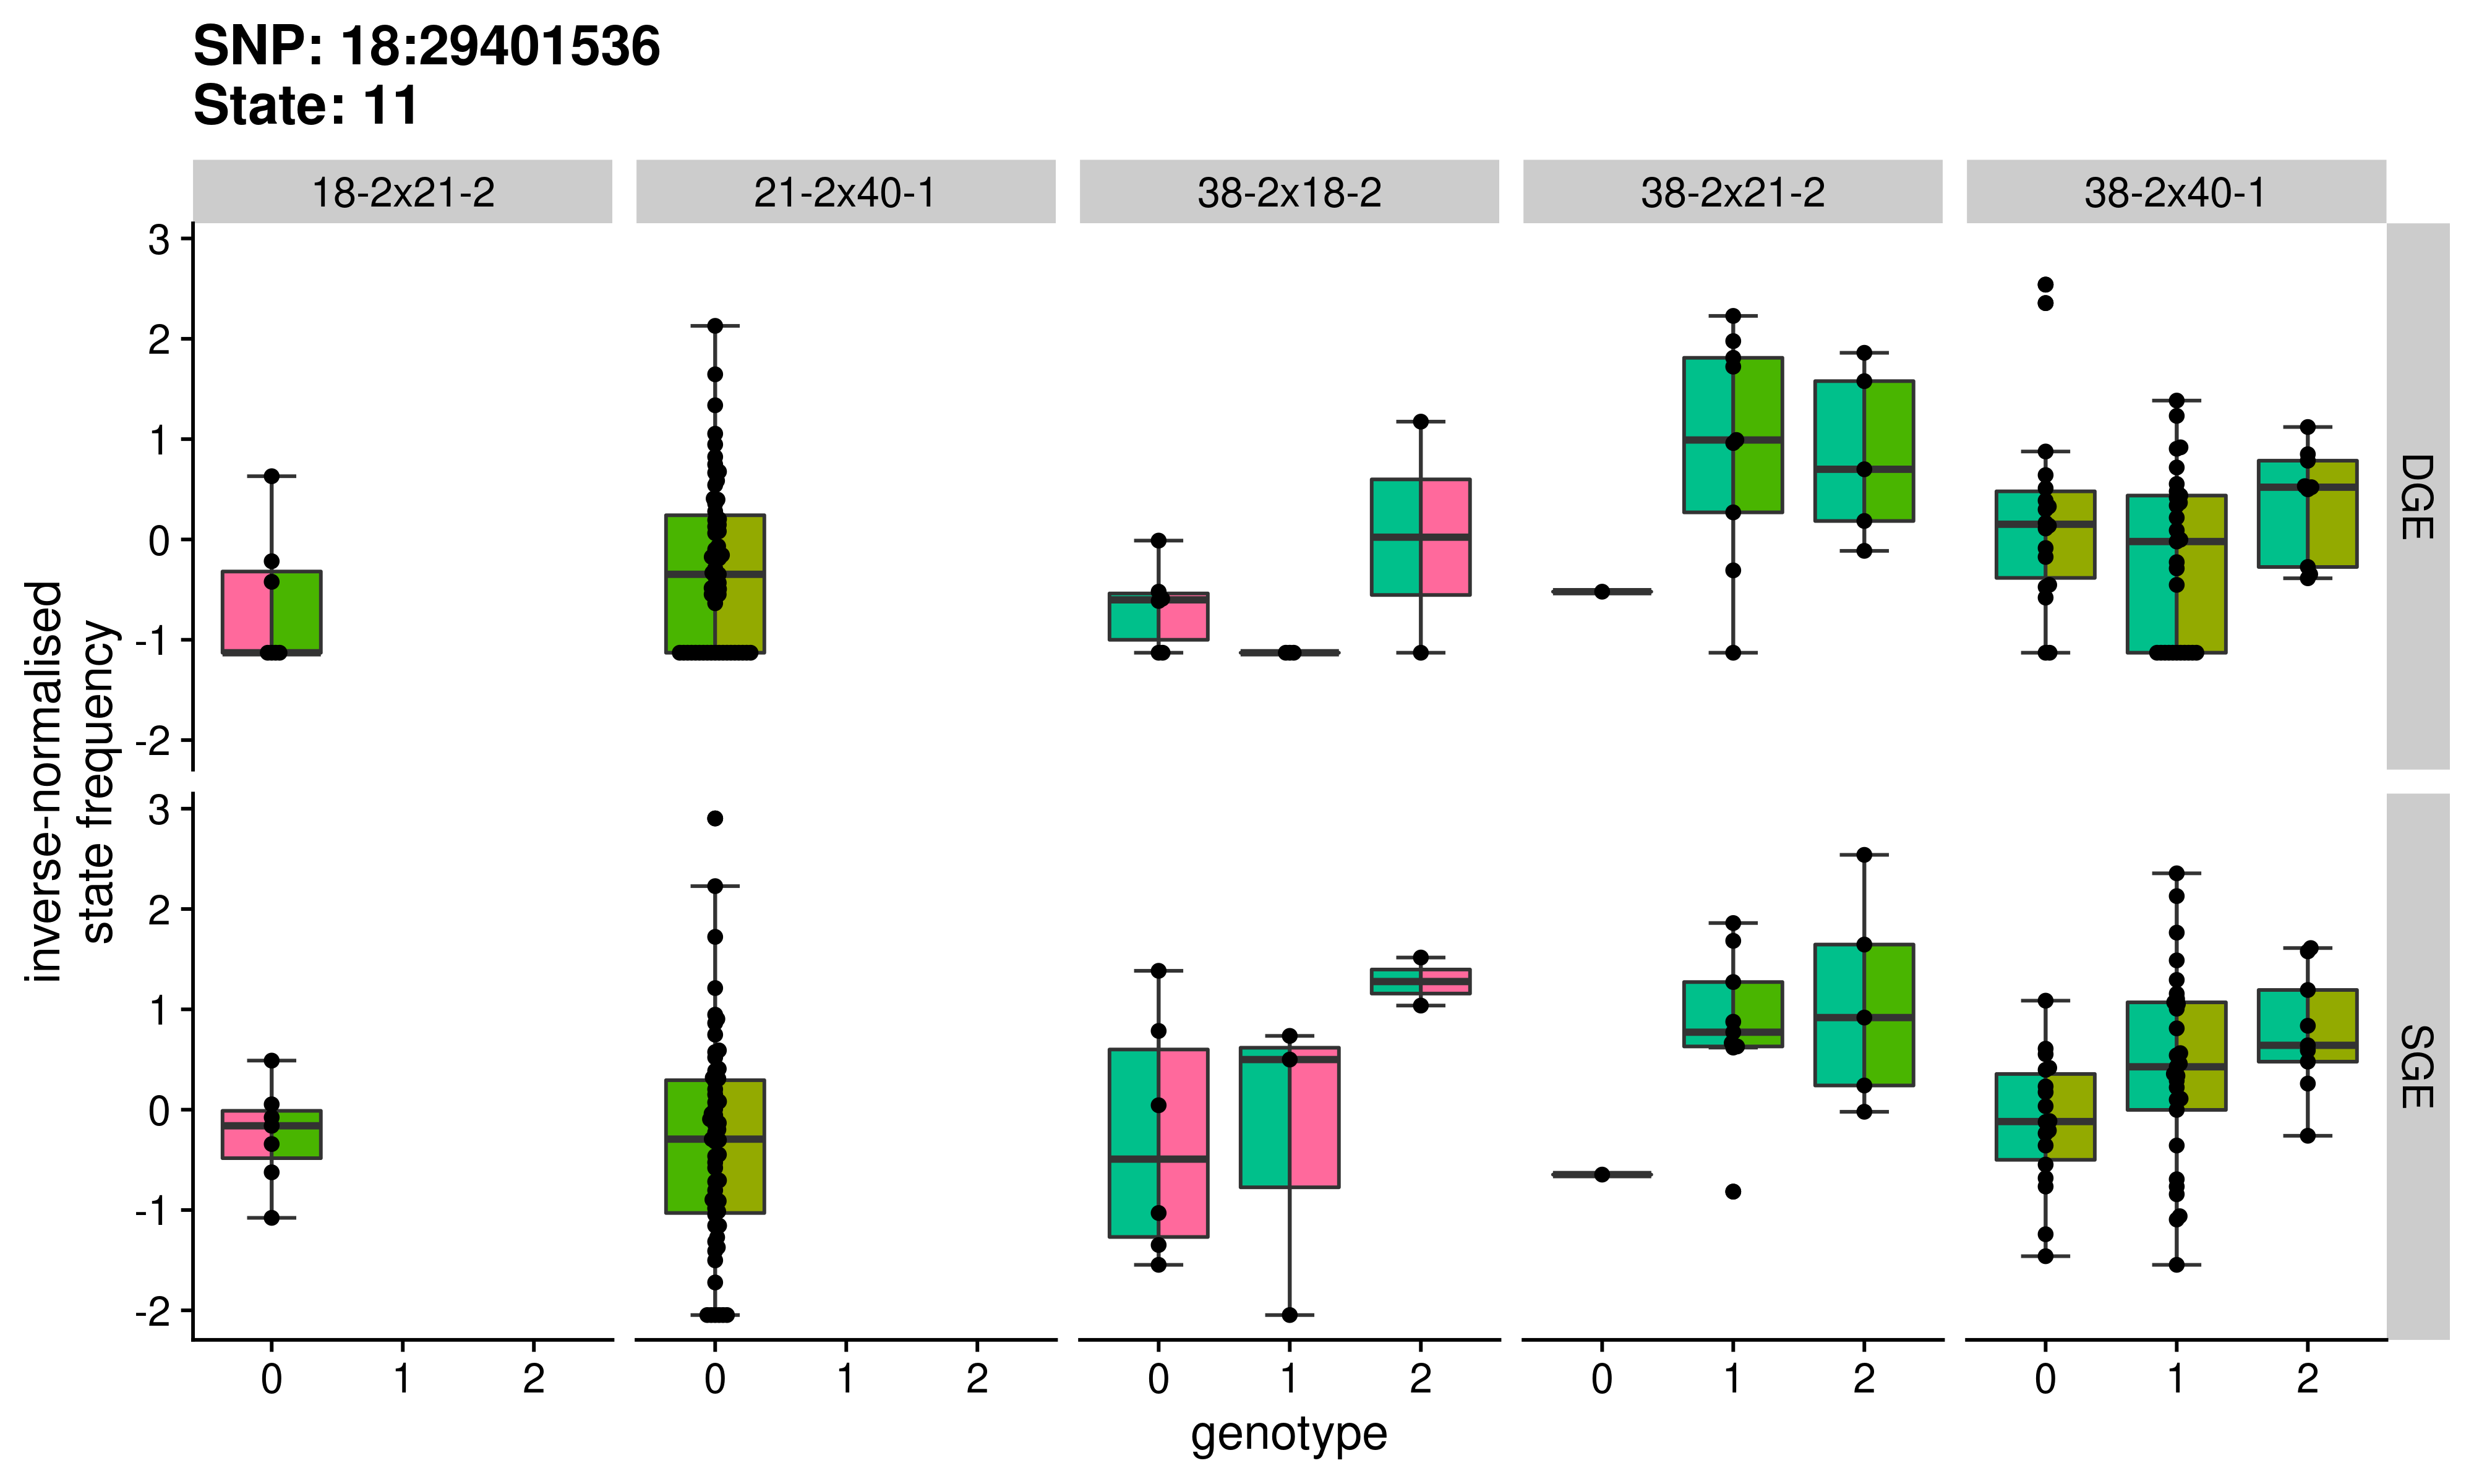 SNP: 18:29401536
State: 11
18-2x21-2 21-2x40-1 38-2x18-2 38-2x21-2 38-2x40-1
3
2
1
0
-1
-2
DGE
inverse-normalised
state frequency
3
2
1
0
-1
-2
SGE
0 1 2 0 1 2 0 1 2 0 1 2 0 1 2
genotype